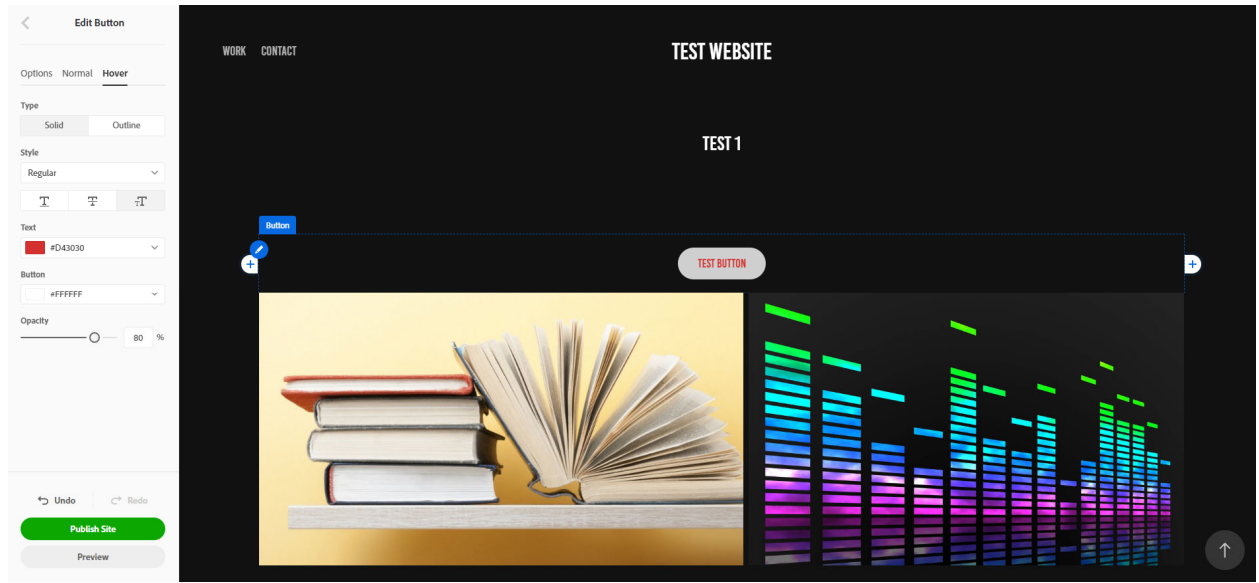 Edit Button
Options Normal Hover
Type
Solid Outline
Style
Regular
T T TT
Text
#D43030
Button
#FFFFFF
Opacity
80 %
Undo Redo
Publish Site
Preview
WORK CONTACT
TEST WEBSITE
TEST 1
Button
TEST BUTTON